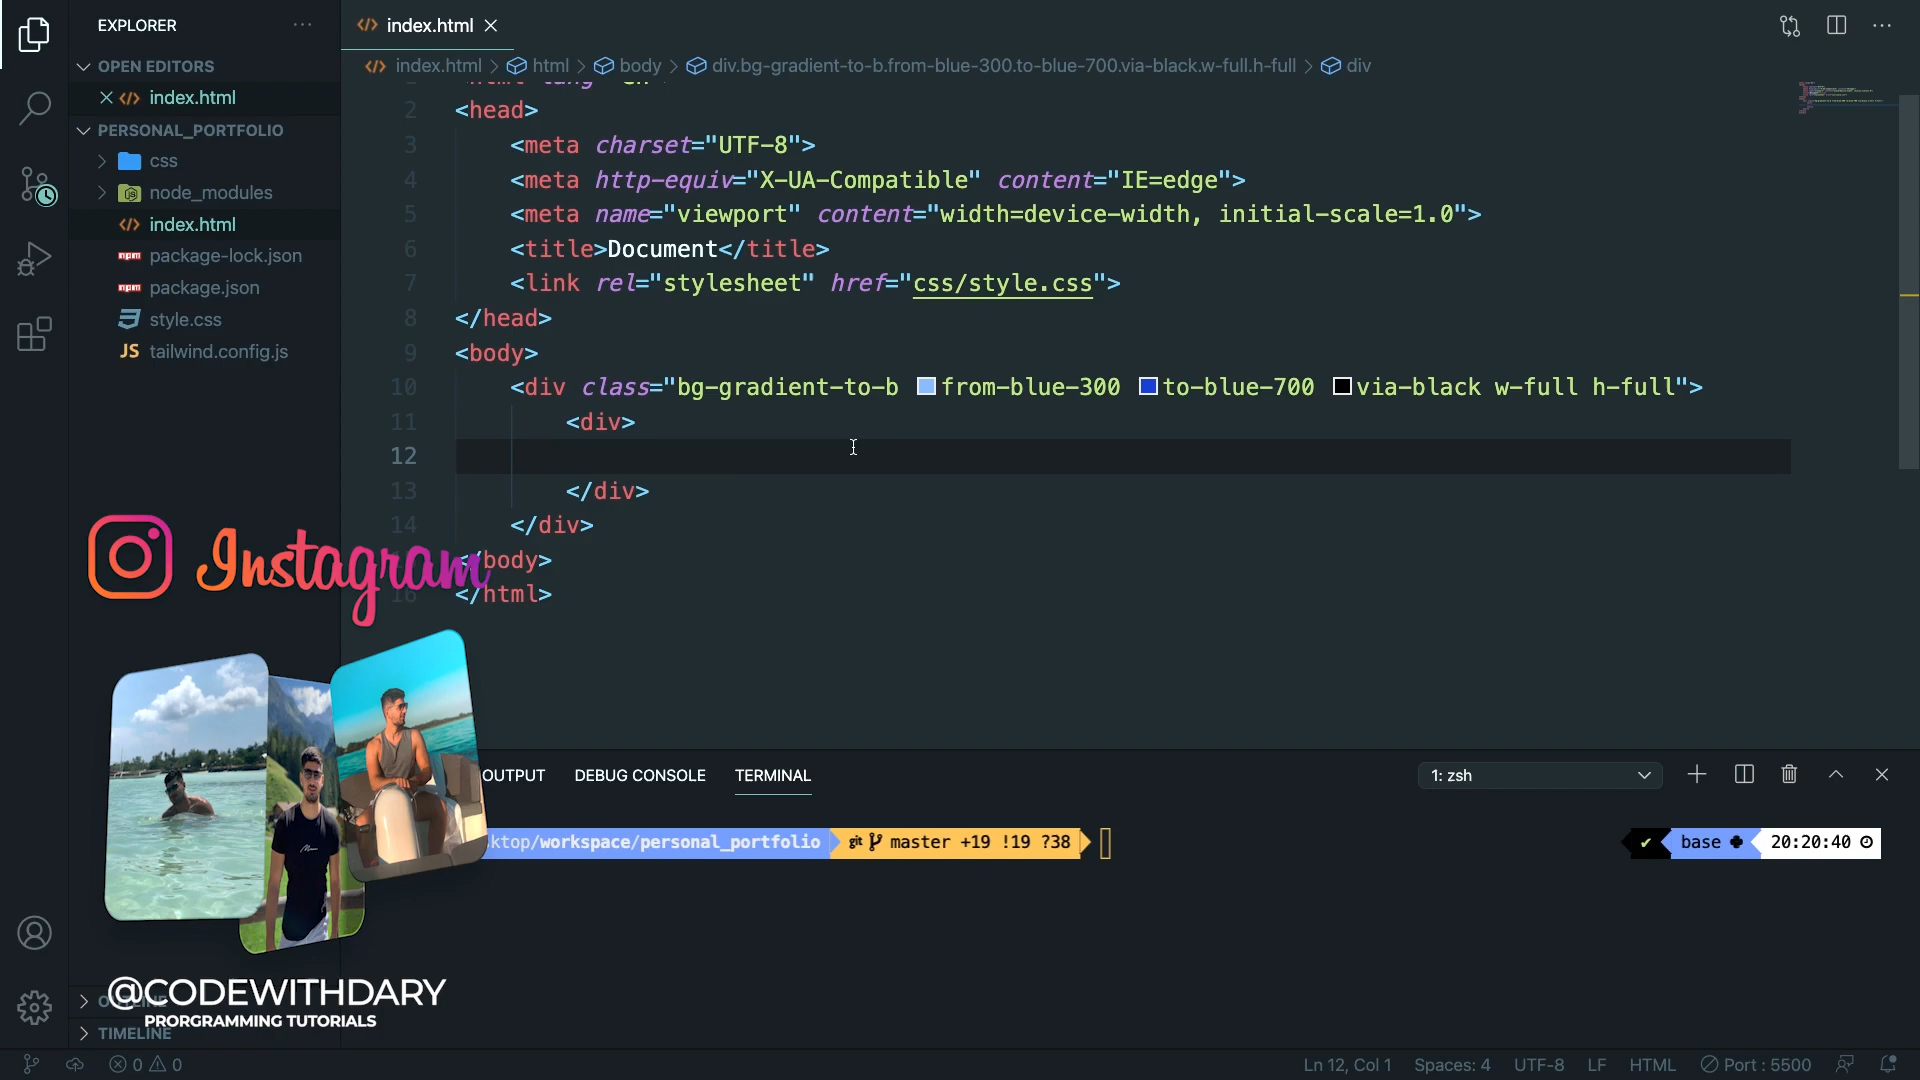 EXPLORER
OPEN EDITORS
index.html
PERSONAL_PORTFOLIO
css
node_modules
index.html
package-lock.json
package.json
style.css
JS tailwind.config.js
TIMELINE
index.html
index.html > html > body > div.bg-gradient-to-b.from-blue-300.to-blue-700.via-black.w-full.h-full > div
2 <head>
3 <meta charset="UTF-8">
4 <meta http-equiv="X-UA-Compatible" content="IE=edge">
5 <meta name="viewport" content="width=device-width, initial-scale=1.0">
6 <title>Document</title>
7 <link rel="stylesheet" href="css/style.css">
8 </head>
9 <body>
10 <div class="bg-gradient-to-b from-blue-300 to-blue-700 via-black w-full h-full">
11 <div>
12
13 </div>
14 </div>
</body>
16 </html>
Instagram
@CODEWITHDARY
PRORGRAMMING TUTORIALS
OUTPUT DEBUG CONSOLE TERMINAL
1: zsh
ktop/workspace/personal_portfolio git master +19 !19 ?38
✔ base 20:20:40
0 0
Ln 12, Col 1 Spaces: 4 UTF-8 LF HTML Port : 5500